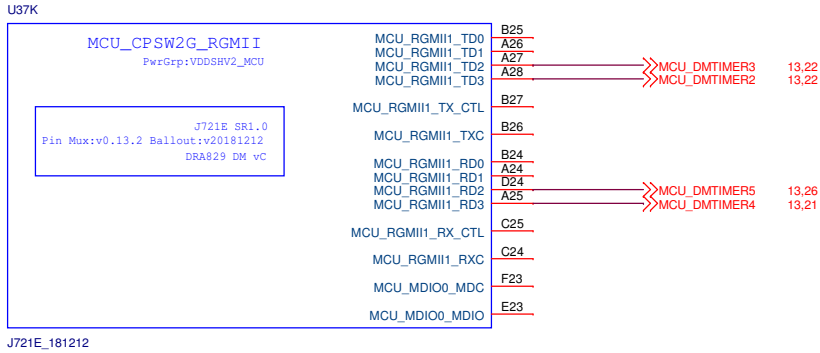 U37K
MCU_CPSW2G_RGMII
PwrGrp:VDDSHV2_MCU
J721E SR1.0
Pin Mux:v0.13.2 Ballout:v20181212
DRA829 DM vC
MCU_RGMII1_TD0 B25
MCU_RGMII1_TD1 A26
MCU_RGMII1_TD2 A27 MCU_DMTIMER3 13,22
MCU_RGMII1_TD3 A28 MCU_DMTIMER2 13,22
MCU_RGMII1_TX_CTL B27
MCU_RGMII1_TXC B26
MCU_RGMII1_RD0 B24
MCU_RGMII1_RD1 A24
MCU_RGMII1_RD2 D24 MCU_DMTIMER5 13,26
MCU_RGMII1_RD3 A25 MCU_DMTIMER4 13,21
MCU_RGMII1_RX_CTL C25
MCU_RGMII1_RXC C24
MCU_MDIO0_MDC F23
MCU_MDIO0_MDIO E23
J721E_181212